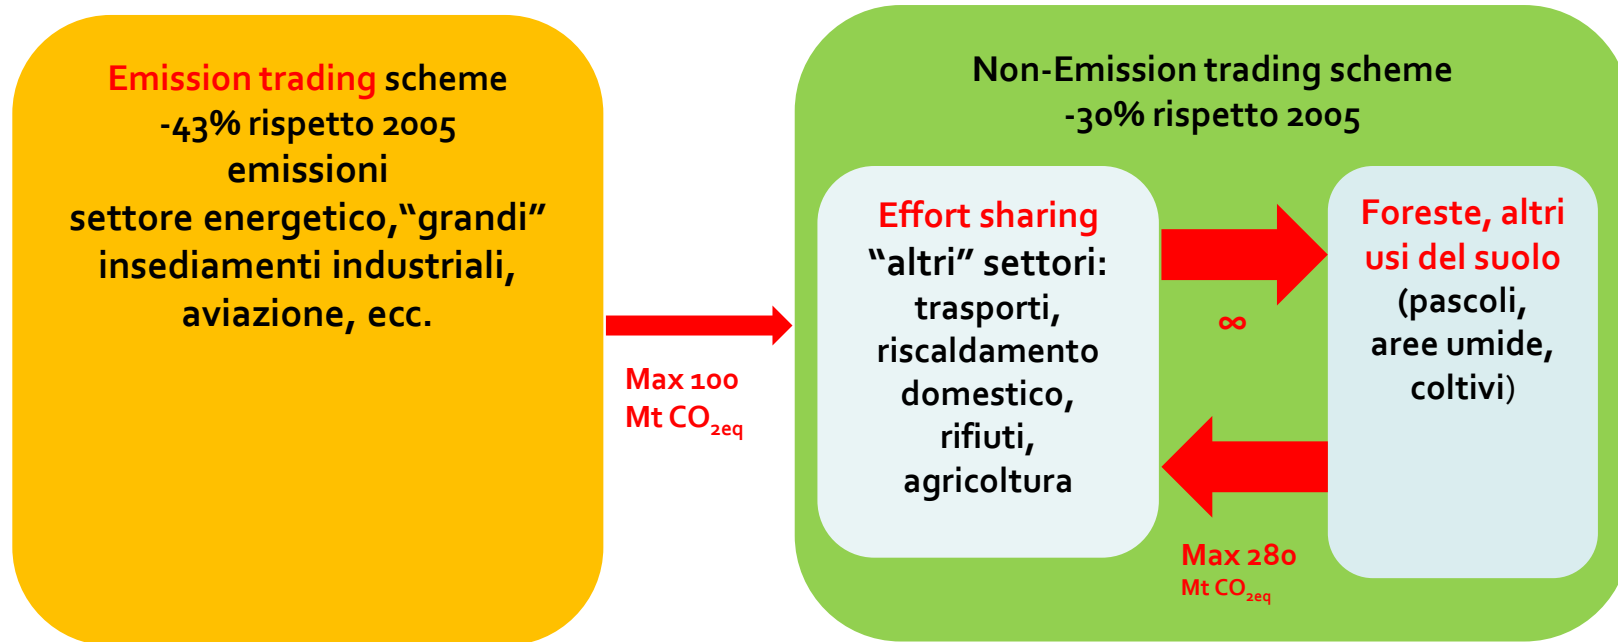 Emission trading scheme
-43% rispetto 2005
emissioni
settore energetico,“grandi”
insediamenti industriali,
aviazione, ecc.
Max 100
Mt CO₂eq
Non-Emission trading scheme
-30% rispetto 2005
Effort sharing
“altri” settori:
trasporti,
riscaldamento
domestico,
rifiuti,
agricoltura
∞
Max 280
Mt CO₂eq
Foreste, altri
usi del suolo
(pascoli,
aree umide,
coltivi)